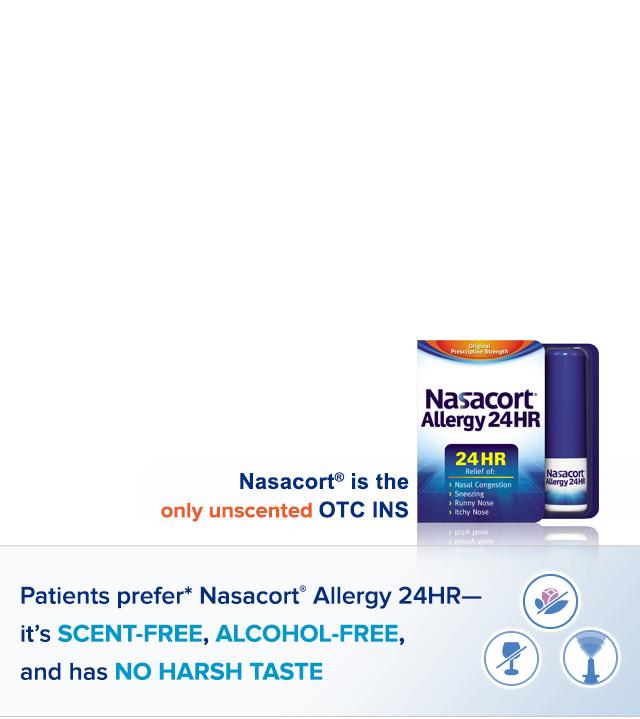 Original
Prescription Strength
Nasacort®
Allergy 24HR
24HR
Relief of:
› Nasal Congestion
› Sneezing
› Runny Nose
› Itchy Nose
Nasacort®
Allergy 24HR
Nasacort® is the
only unscented OTC INS
Patients prefer* Nasacort® Allergy 24HR—
it’s SCENT-FREE, ALCOHOL-FREE,
and has NO HARSH TASTE